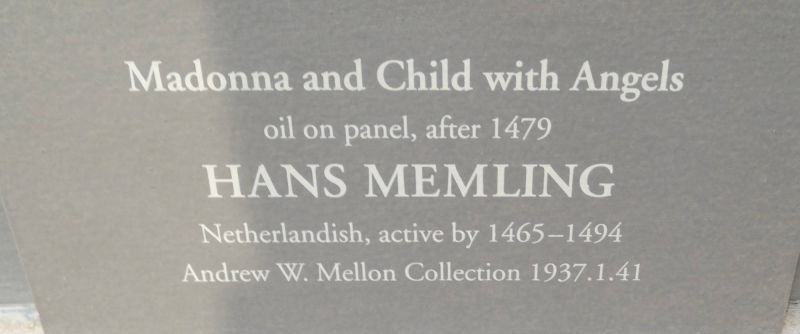 Madonna and Child with Angels
oil on panel, after 1479
HANS MEMLING
Netherlandish, active by 1465–1494
Andrew W. Mellon Collection 1937.1.41